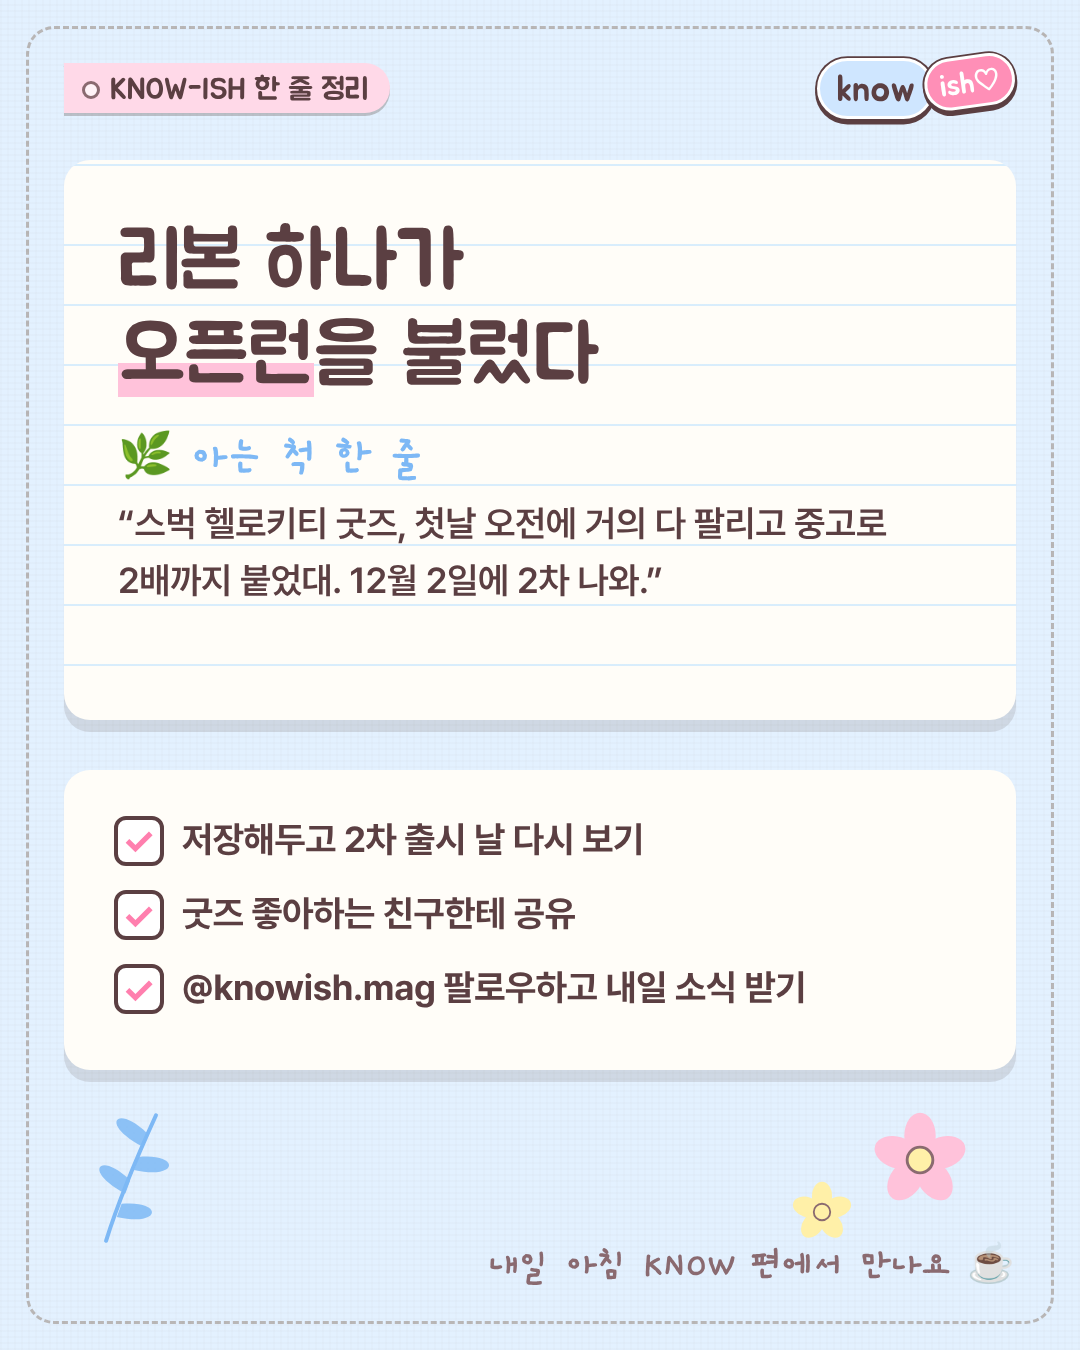 KNOW-ISH 한 줄 정리
know ish♡
리본 하나가
오픈런을 불렀다
아는 척 한 줄
“스벅 헬로키티 굿즈, 첫날 오전에 거의 다 팔리고 중고로
2배까지 붙었대. 12월 2일에 2차 나와.”
저장해두고 2차 출시 날 다시 보기
굿즈 좋아하는 친구한테 공유
@knowish.mag 팔로우하고 내일 소식 받기
내일 아침 KNOW 편에서 만나요